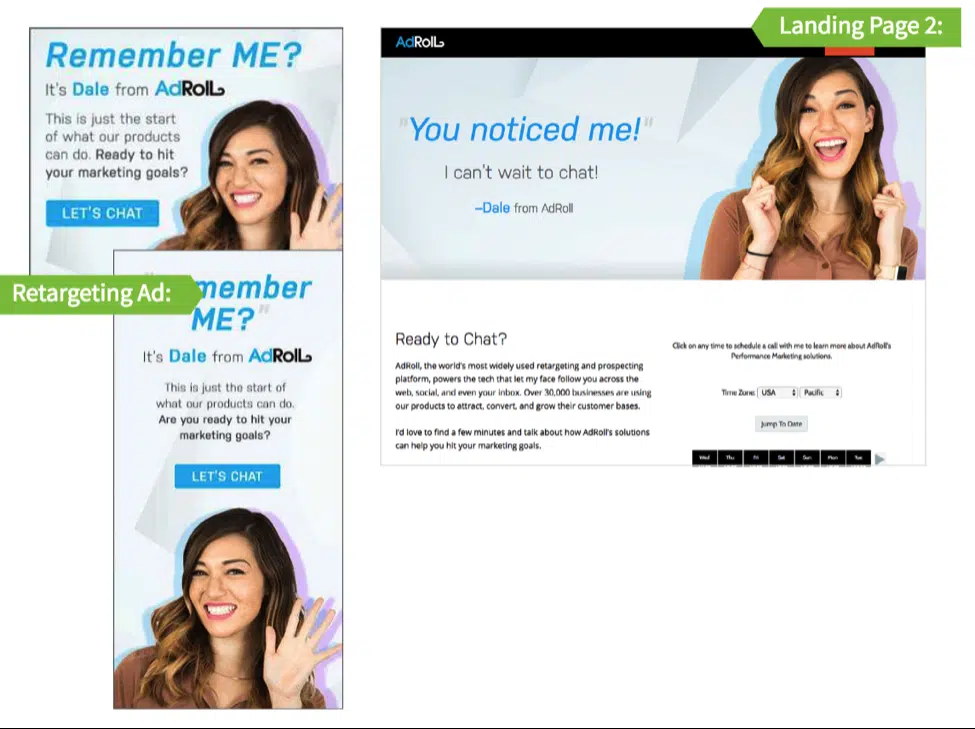 Landing Page 2:
Remember ME?
It's Dale from AdRoll
This is just the start
of what our products
can do. Ready to hit
your marketing goals?
LET'S CHAT
Retargeting Ad:
"
member
ME?"
It's Dale from AdRoll
This is just the start of
what our products can do.
Are you ready to hit your
marketing goals?
LET'S CHAT
AdRoll
"You noticed me!"
I can't wait to chat!
–Dale from AdRoll
Ready to Chat?
AdRoll, the world's most widely used retargeting and prospecting
platform, powers the tech that let my face follow you across the
web, social, and even your inbox. Over 30,000 businesses are using
our products to attract, convert, and grow their customer bases.
I'd love to find a few minutes and talk about how AdRoll's solutions
can help you hit your marketing goals.
Click on any time to schedule a call with me to learn more about AdRoll's
Performance Marketing solutions.
Time Zone: USA Pacific
Jump To Date
Wed Thu Fri Sat Sun Mon Tue